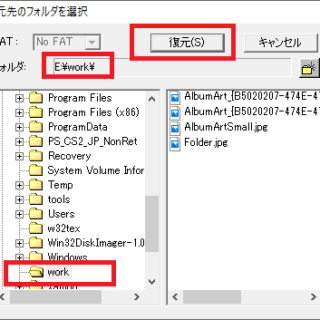 元先のフォルダを選択
FAT: No FAT 復元(S) キャンセル
ォルダ: E:¥work¥
Program Files
Program Files (x86)
ProgramData
PS_CS2_JP_NonRet
Recovery
System Volume Infor
Temp
tools
Users
w32tex
Win32DiskImager-1.0
Windows
work
AlbumArt_{B5020207-474E-47
AlbumArt_{B5020207-474E-47
AlbumArtSmall.jpg
Folder.jpg